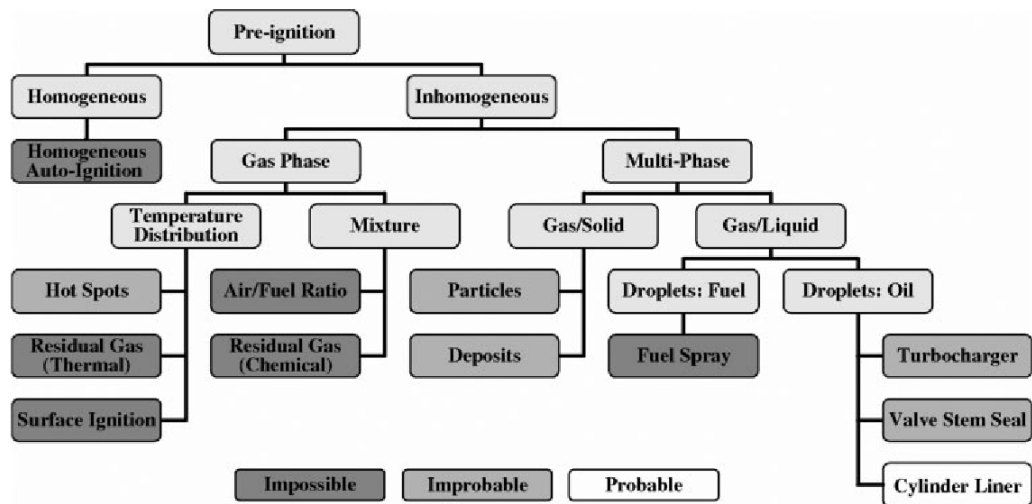 Pre-ignition
Homogeneous
Inhomogeneous
Homogeneous
Auto-Ignition
Gas Phase
Multi-Phase
Temperature
Distribution
Mixture
Gas/Solid
Gas/Liquid
Hot Spots
Air/Fuel Ratio
Particles
Droplets: Fuel
Droplets: Oil
Residual Gas
(Thermal)
Residual Gas
(Chemical)
Deposits
Fuel Spray
Turbocharger
Surface Ignition
Valve Stem Seal
Impossible
Improbable
Probable
Cylinder Liner